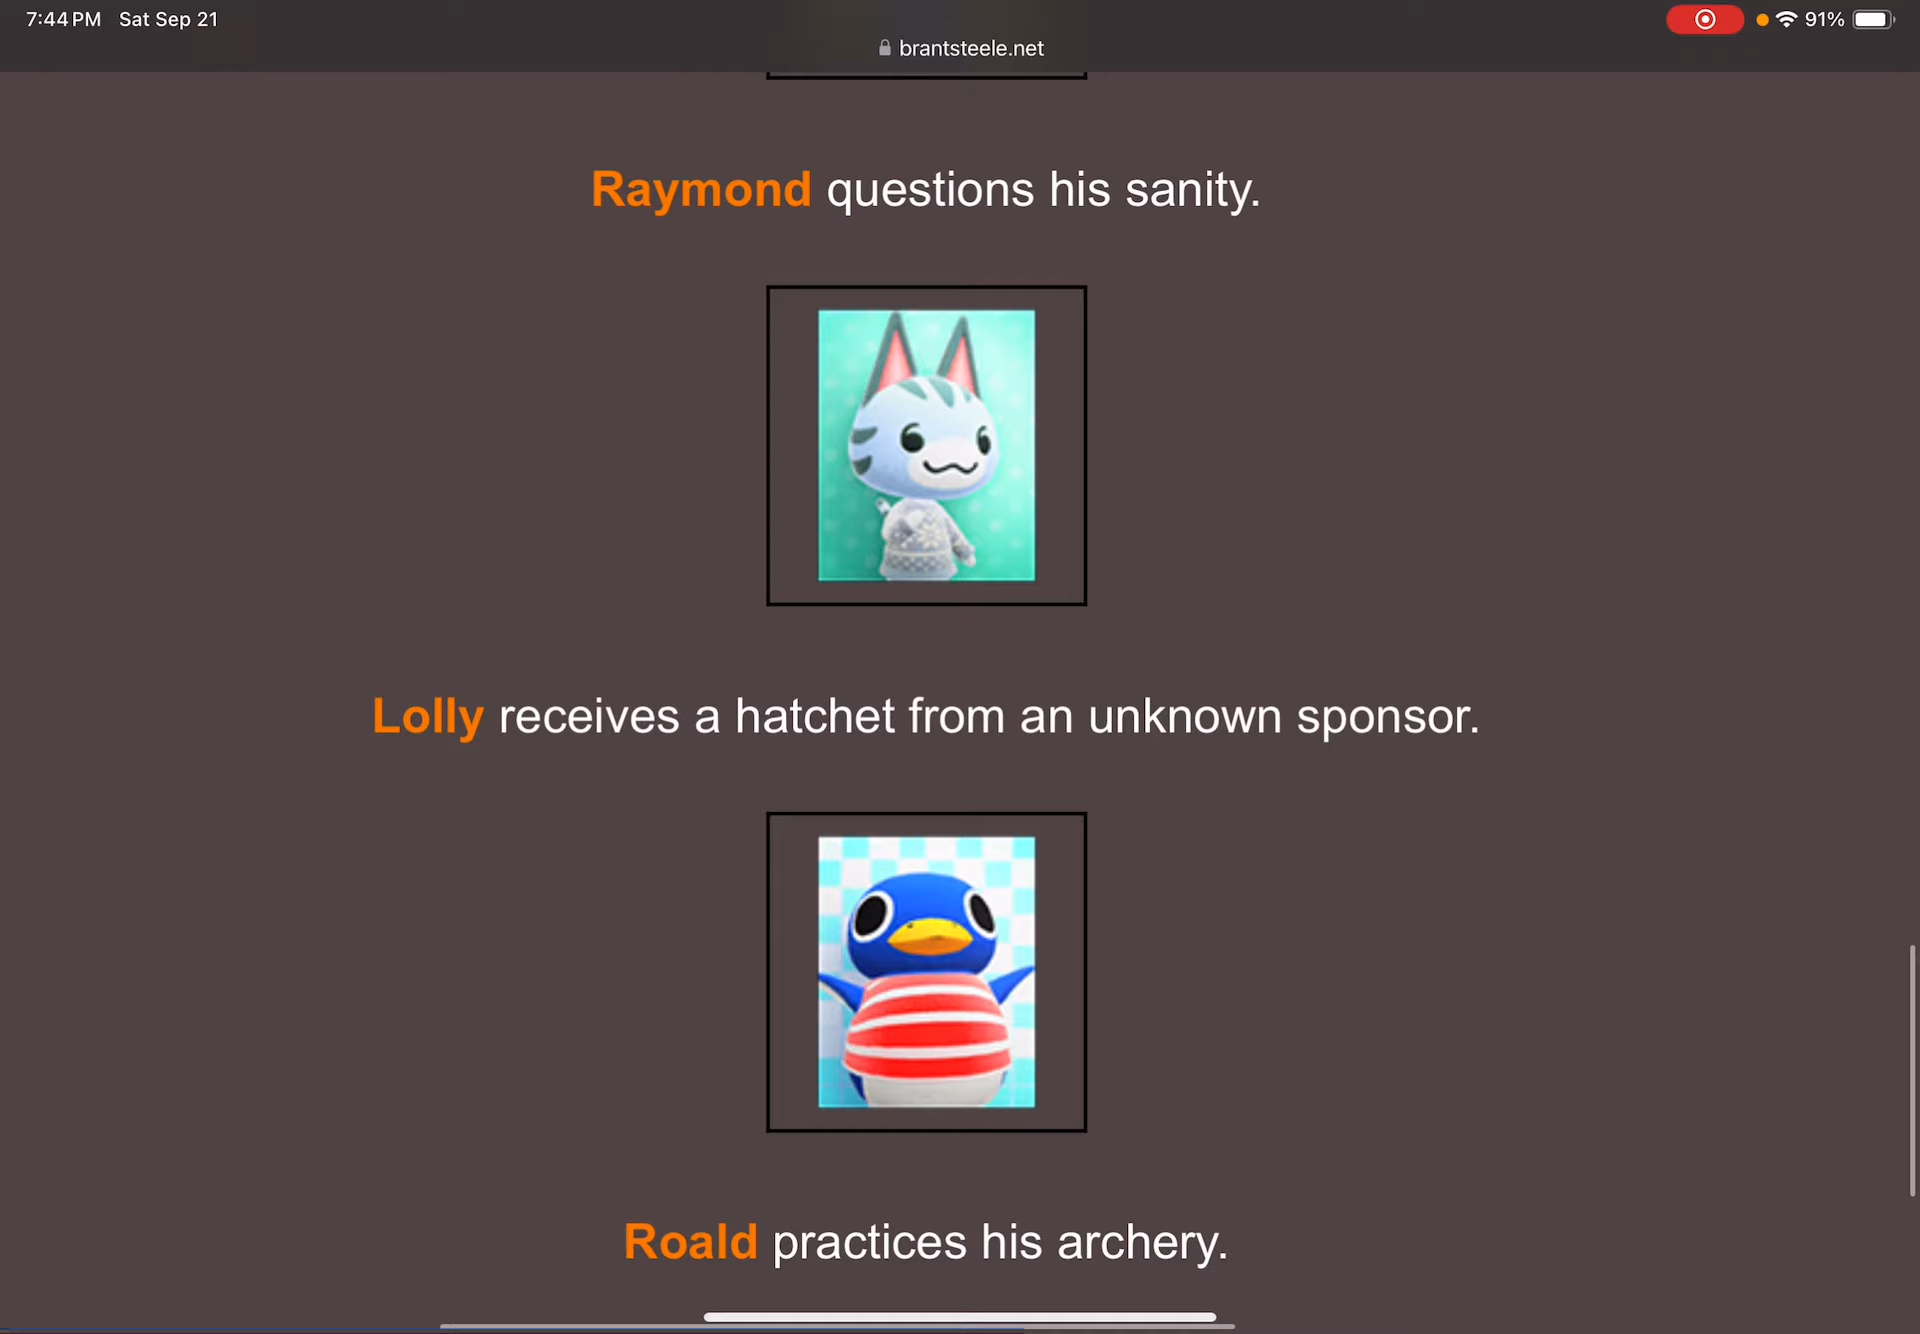 7:44 PM Sat Sep 21
91%
brantsteele.net
Raymond questions his sanity.
Lolly receives a hatchet from an unknown sponsor.
Roald practices his archery.